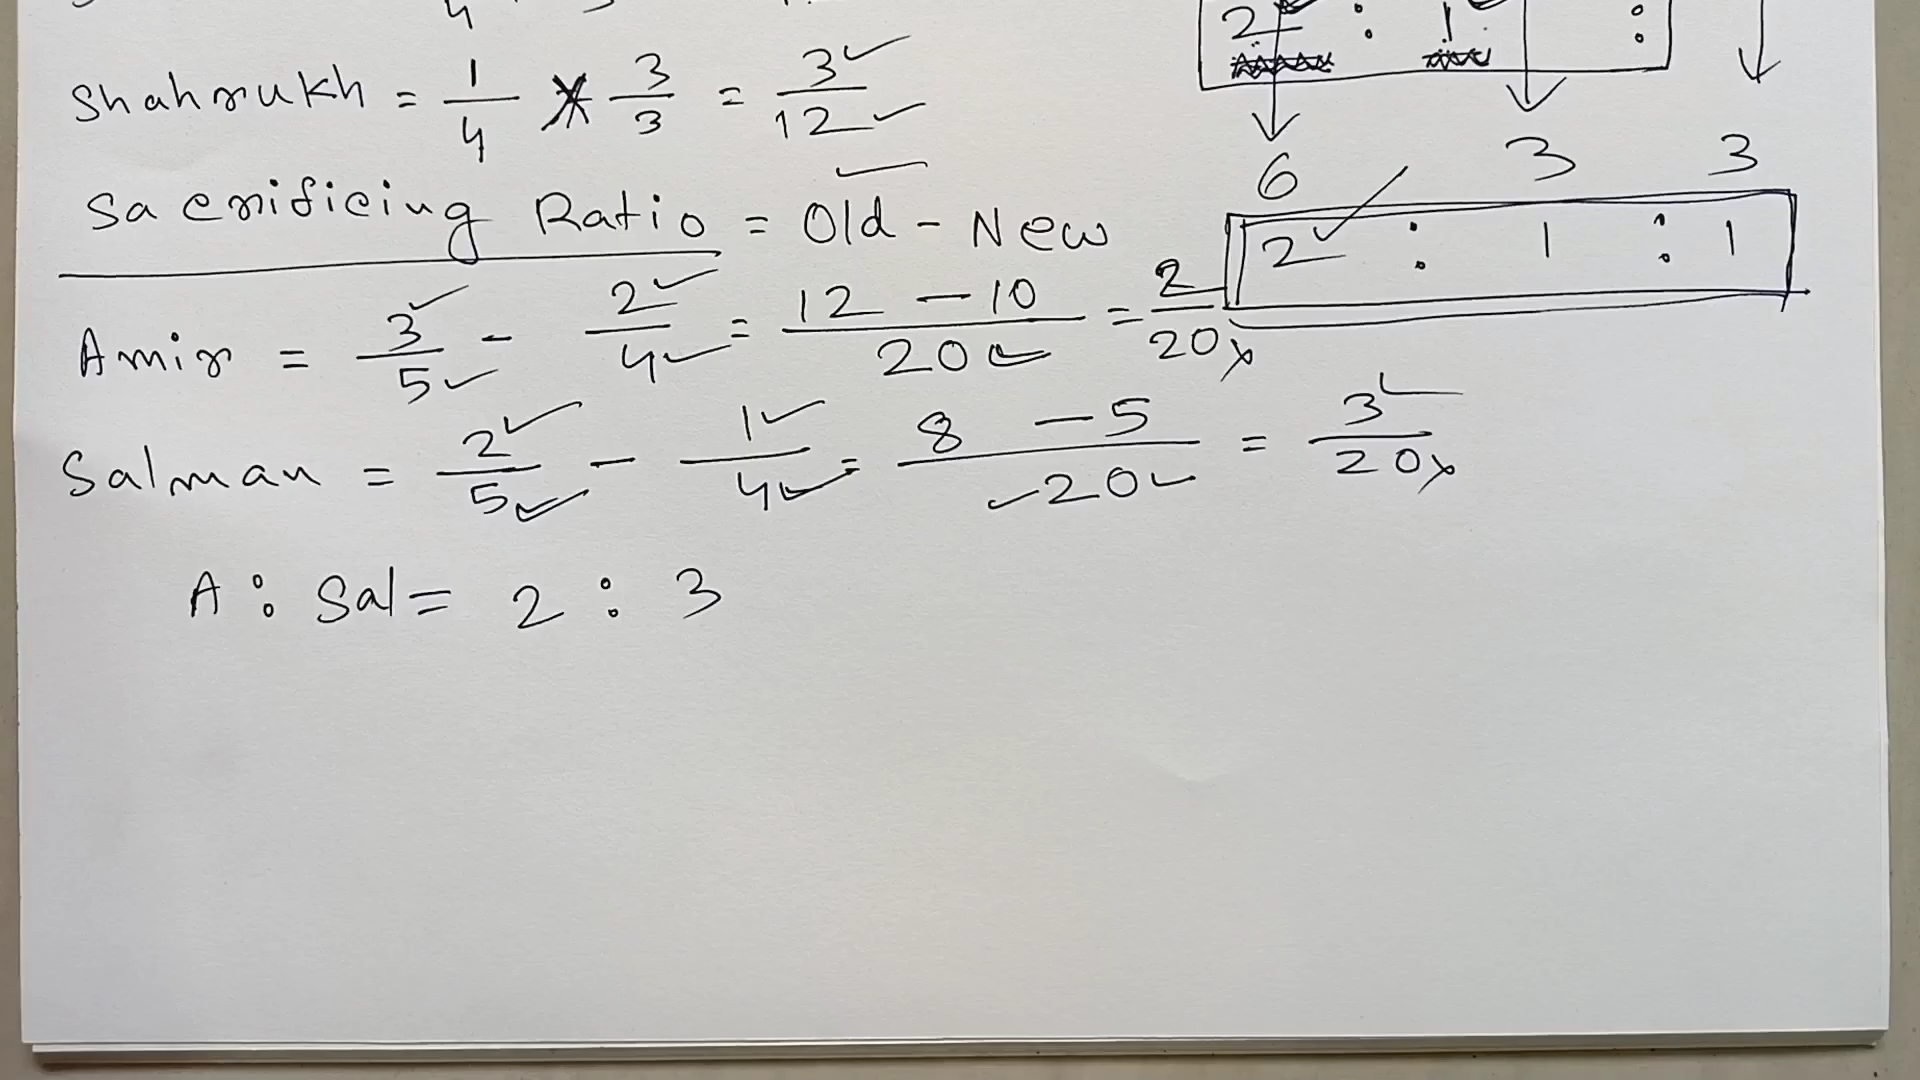 2 : 1 :
Shahrukh = 1/4 * 3/3 = 3/12
6 3 3
Sacrificing Ratio = Old - New
2 : 1 : 1
Amir = 3/5 - 2/4 = 12 - 10/20 = 2/20
Salman = 2/5 - 1/4 = 8 - 5/20 = 3/20
A : Sal = 2 : 3